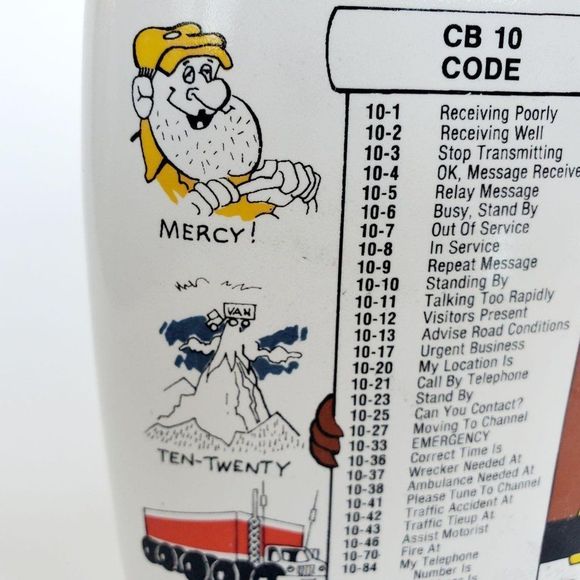 CB 10
CODE
10-1 Receiving Poorly
10-2 Receiving Well
10-3 Stop Transmitting
10-4 OK, Message Receive
10-5 Relay Message
10-6 Busy, Stand By
10-7 Out Of Service
10-8 In Service
10-9 Repeat Message
10-10 Standing By
10-11 Talking Too Rapidly
10-12 Visitors Present
10-13 Advise Road Conditions
10-17 Urgent Business
10-20 My Location Is
10-21 Call By Telephone
10-23 Stand By
10-25 Can You Contact?
10-27 Moving To Channel
10-33 EMERGENCY
10-36 Correct Time Is
10-37 Wrecker Needed At
10-38 Ambulance Needed At
10-41 Please Tune To Channel
10-42 Traffic Accident At
10-43 Traffic Tieup At
10-46 Assist Motorist
10-70 Fire At
10-84 My Telephone
Number Is
MERCY!
VAN
TEN-TWENTY